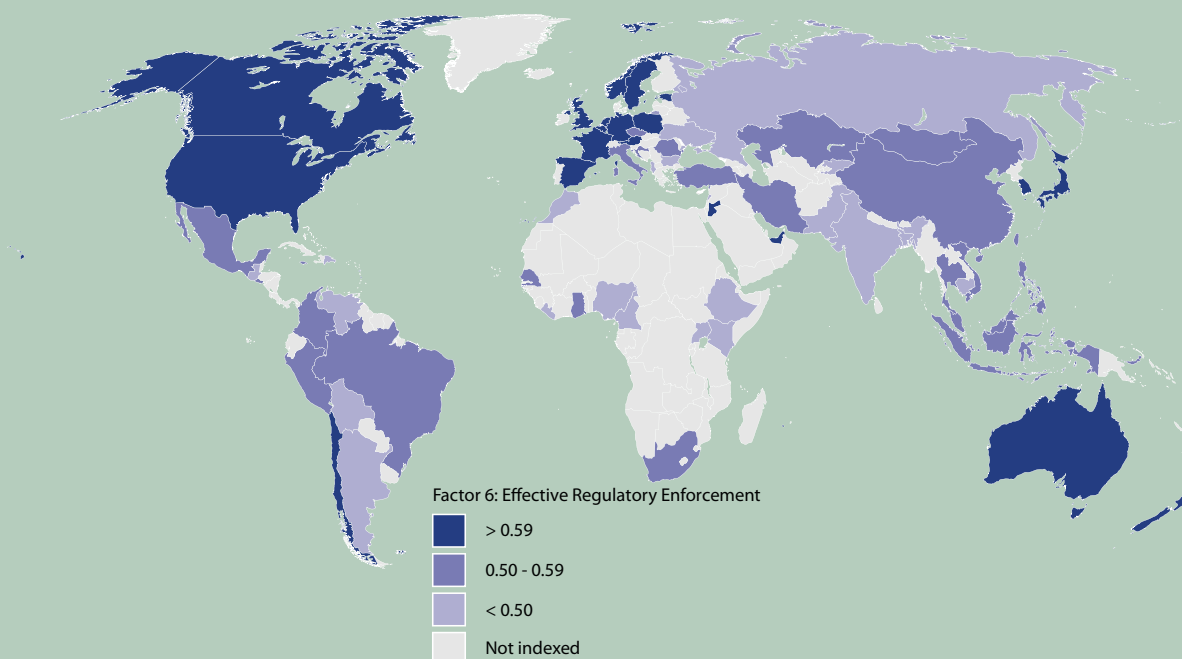 Factor 6: Effective Regulatory Enforcement
> 0.59
0.50 - 0.59
< 0.50
Not indexed